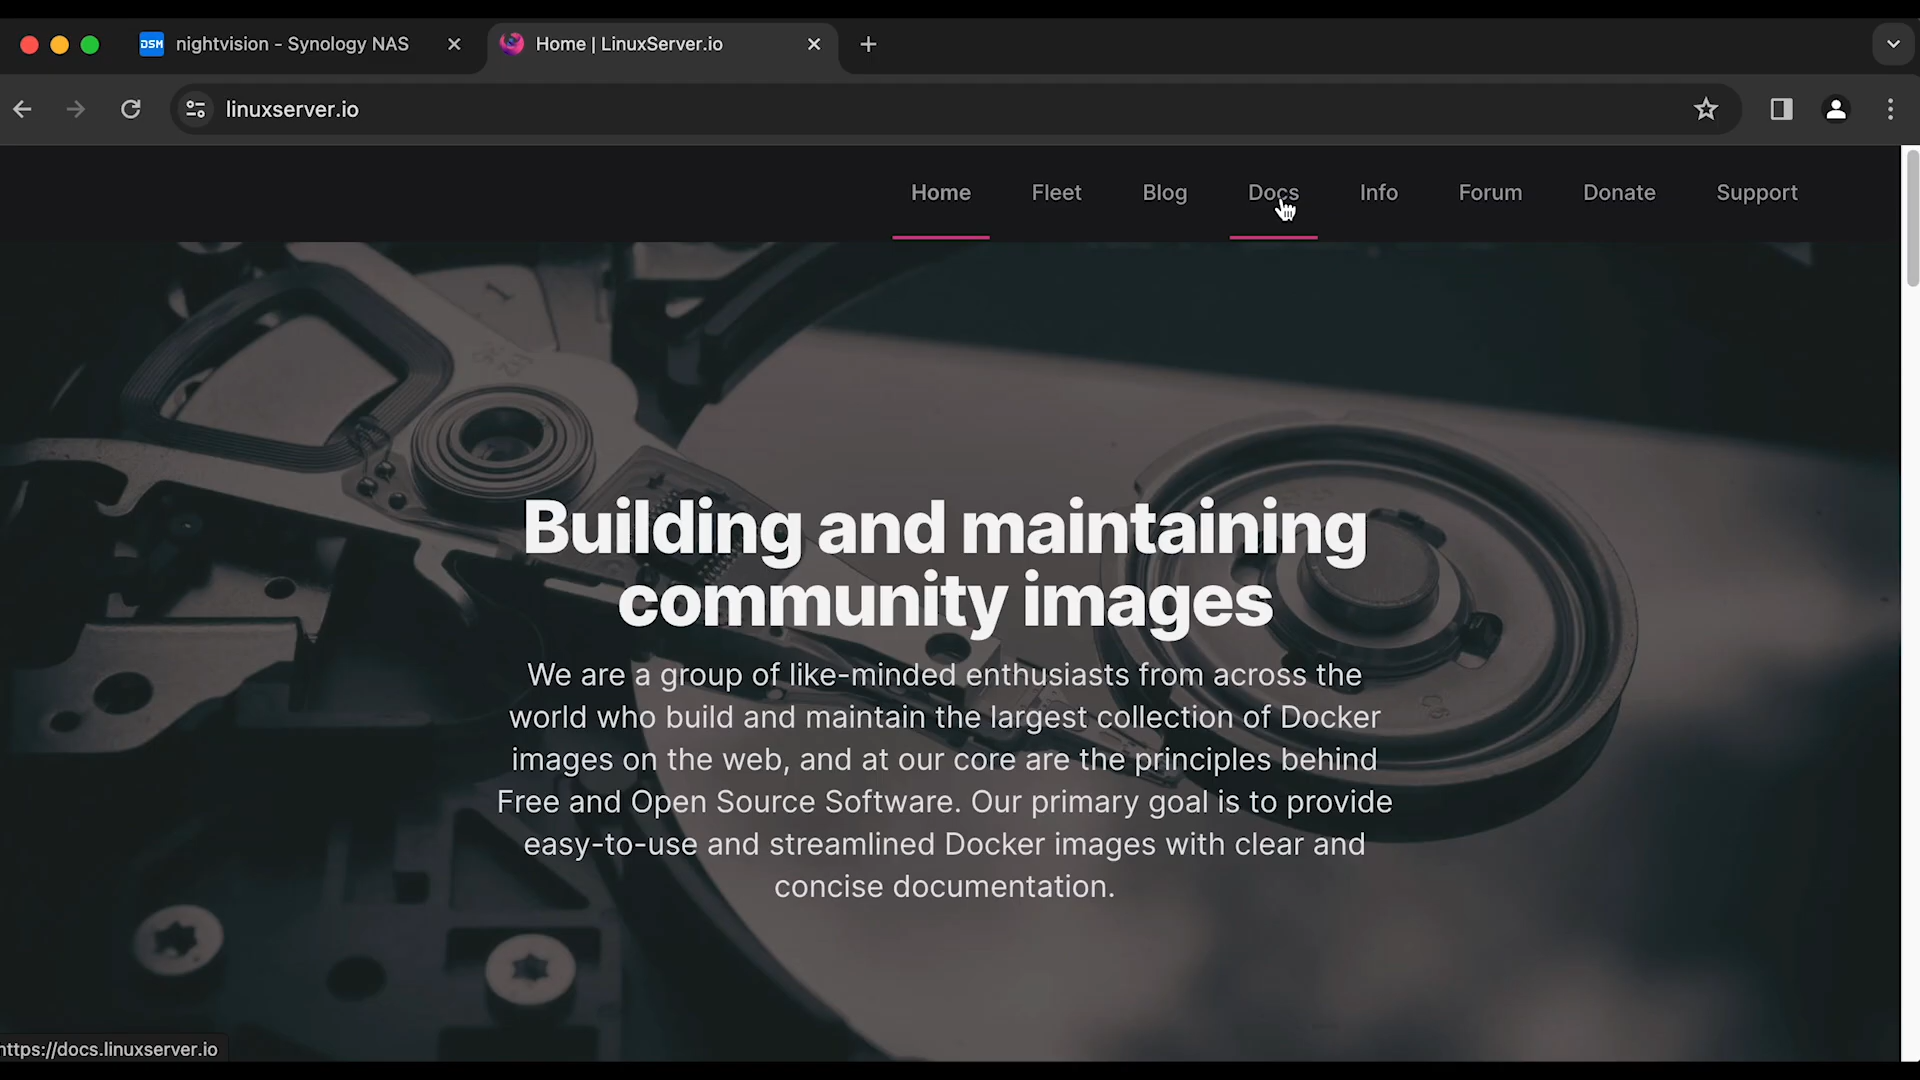 DSM nightvision - Synology NAS
Home | LinuxServer.io
linuxserver.io
Home Fleet Blog Docs Info Forum Donate Support
Building and maintaining
community images
We are a group of like-minded enthusiasts from across the
world who build and maintain the largest collection of Docker
images on the web, and at our core are the principles behind
Free and Open Source Software. Our primary goal is to provide
easy-to-use and streamlined Docker images with clear and
concise documentation.
https://docs.linuxserver.io